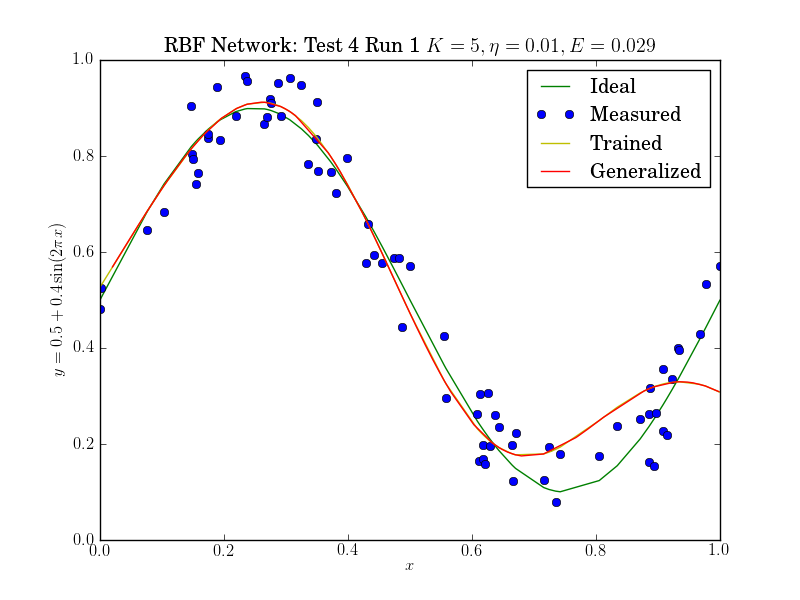 RBF Network: Test 4 Run 1 K = 5, η = 0.01, E = 0.029
Ideal
Measured
Trained
Generalized
y = 0.5 + 0.4 sin(2πx)
1.0
0.8
0.6
0.4
0.2
0.0
0.0 0.2 0.4 0.6 0.8 1.0
x